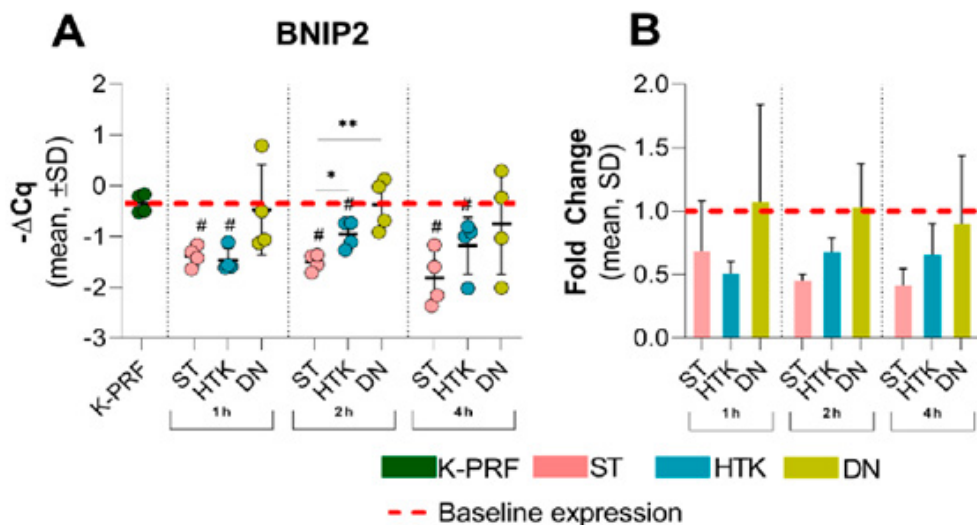 A
BNIP2
B
-ΔCq
(mean, ±SD)
2
1
0
-1
-2
-3
**
*
#
#
#
#
#
#
K-PRF
ST
HTK
DN
ST
HTK
DN
ST
HTK
DN
1h
2h
4h
Fold Change
(mean, SD)
2.0
1.5
1.0
0.5
0.0
ST
HTK
DN
ST
HTK
DN
ST
HTK
DN
1h
2h
4h
K-PRF ST HTK DN
Baseline expression